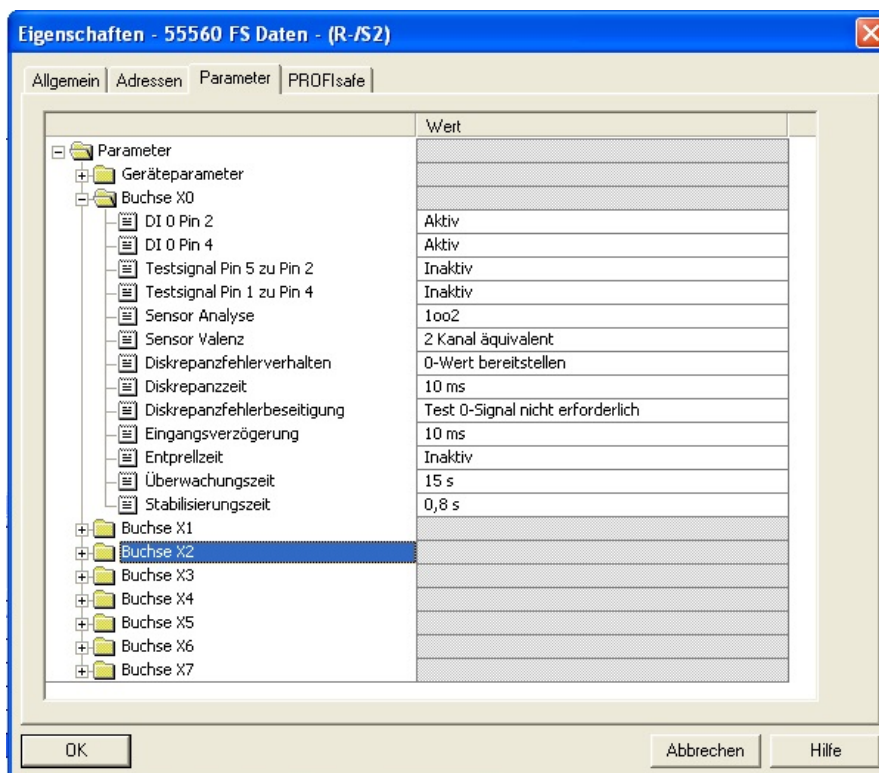 Eigenschaften - 55560 FS Daten - (R-/S2)
Allgemein Adressen Parameter PROFIsafe
Wert
Parameter
Geräteparameter
Buchse X0
DI 0 Pin 2 Aktiv
DI 0 Pin 4 Aktiv
Testsignal Pin 5 zu Pin 2 Inaktiv
Testsignal Pin 1 zu Pin 4 Inaktiv
Sensor Analyse 1oo2
Sensor Valenz 2 Kanal äquivalent
Diskrepanzfehlerverhalten 0-Wert bereitstellen
Diskrepanzzeit 10 ms
Diskrepanzfehlerbeseitigung Test 0-Signal nicht erforderlich
Eingangsverzögerung 10 ms
Entprellzeit Inaktiv
Überwachungszeit 15 s
Stabilisierungszeit 0,8 s
Buchse X1
Buchse X2
Buchse X3
Buchse X4
Buchse X5
Buchse X6
Buchse X7
OK Abbrechen Hilfe